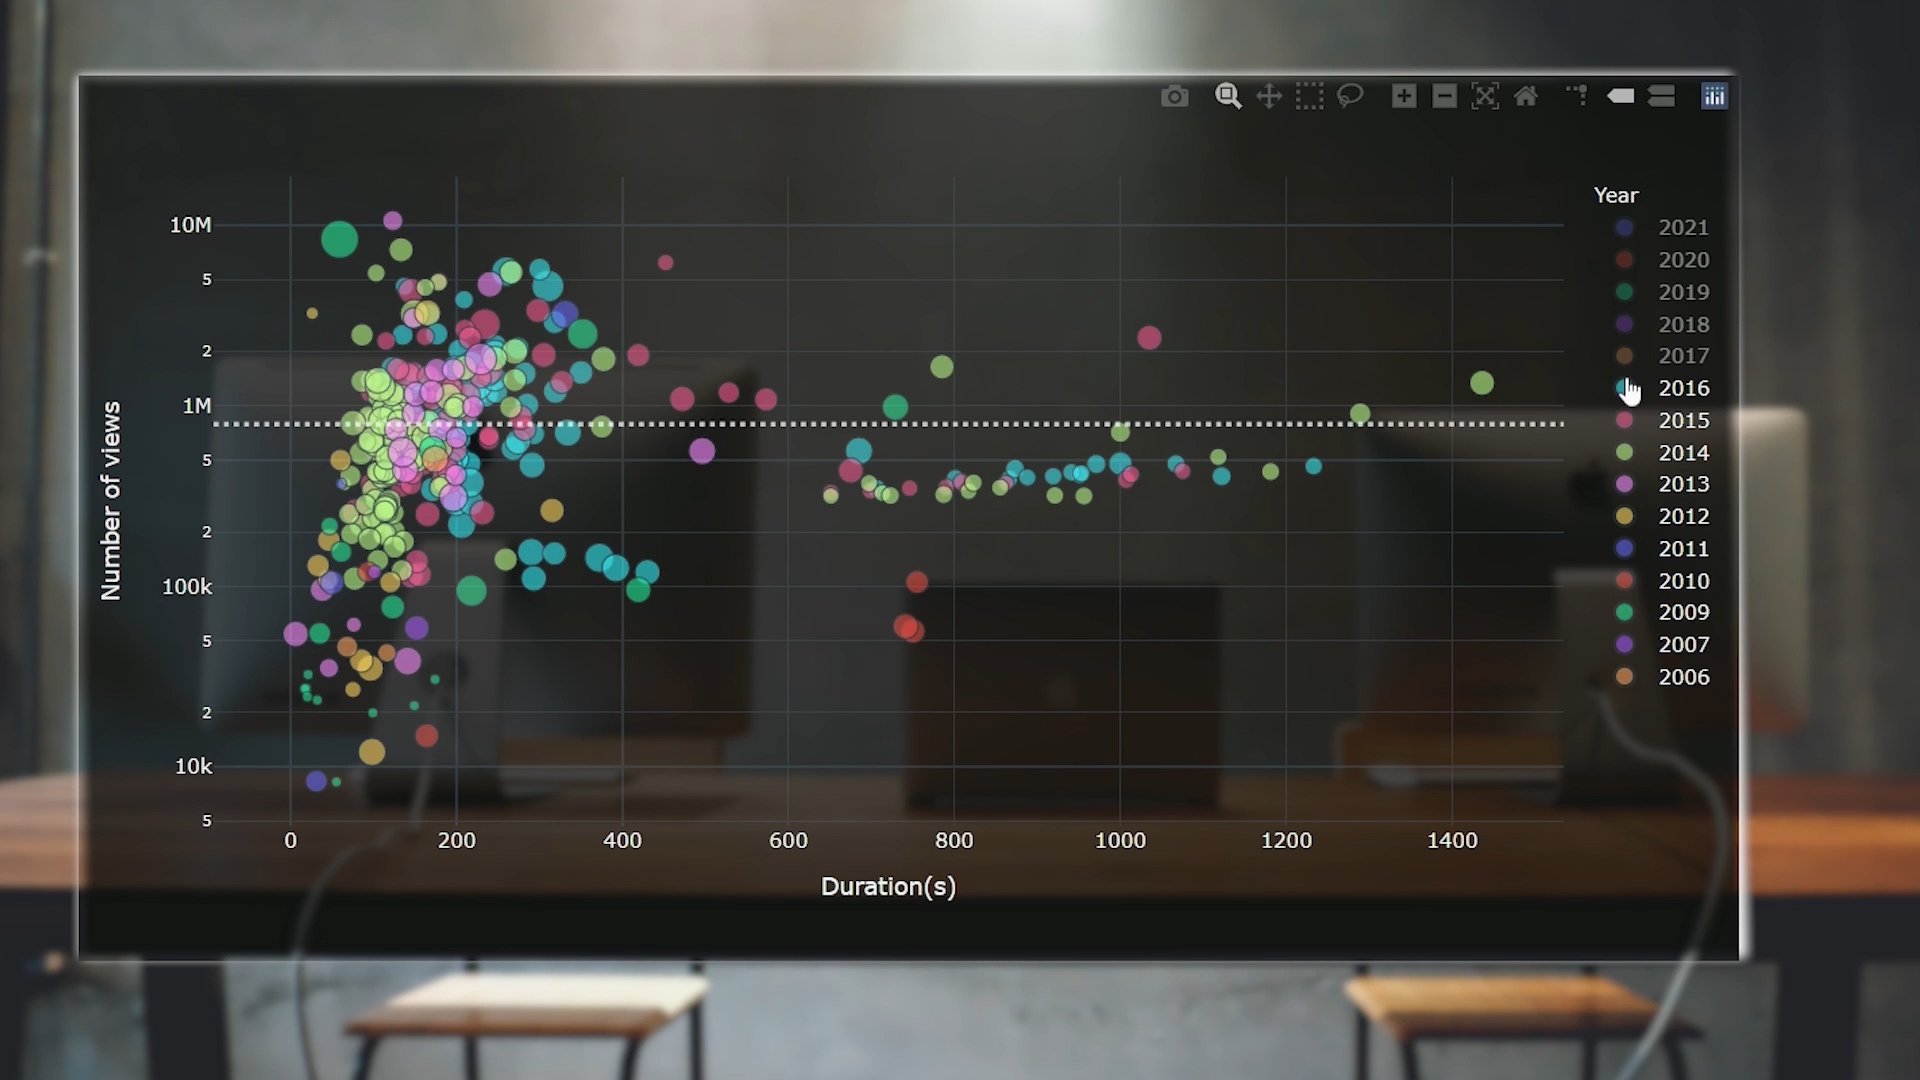 Year
2021
2020
2019
2018
2017
2016
2015
2014
2013
2012
2011
2010
2009
2007
2006
Number of views
10M
5
2
1M
5
2
100k
5
2
10k
5
0 200 400 600 800 1000 1200 1400
Duration(s)